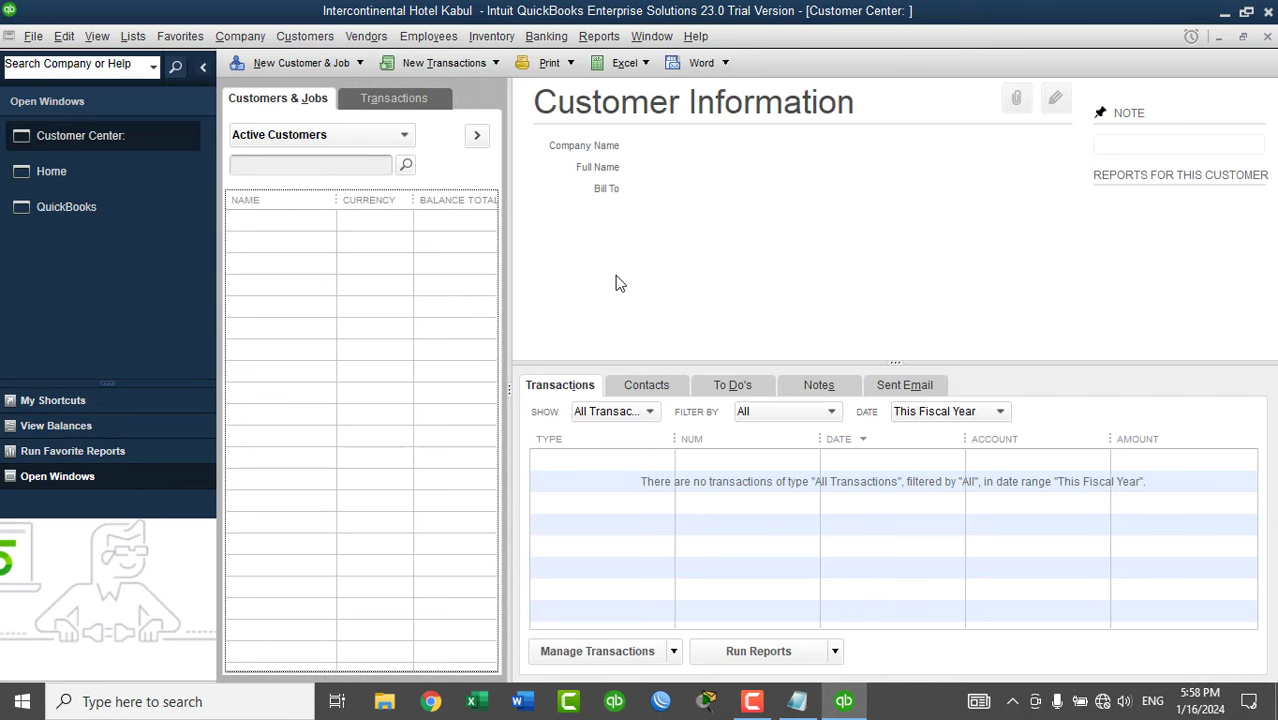 Intercontinental Hotel Kabul - Intuit QuickBooks Enterprise Solutions 23.0 Trial Version - [Customer Center: ]
File Edit View Lists Favorites Company Customers Vendors Employees Inventory Banking Reports Window Help
Search Company or Help
New Customer & Job New Transactions Print Excel Word
Open Windows
Customer Center:
Home
QuickBooks
My Shortcuts
View Balances
Run Favorite Reports
Open Windows
Customers & Jobs Transactions
Active Customers
NAME CURRENCY BALANCE TOTAL
Customer Information
Company Name
Full Name
Bill To
NOTE
REPORTS FOR THIS CUSTOMER
Transactions Contacts To Do's Notes Sent Email
SHOW All Transac... FILTER BY All DATE This Fiscal Year
TYPE NUM DATE ACCOUNT AMOUNT
There are no transactions of type "All Transactions", filtered by "All", in date range "This Fiscal Year".
Manage Transactions Run Reports
Type here to search
ENG
5:58 PM
1/16/2024